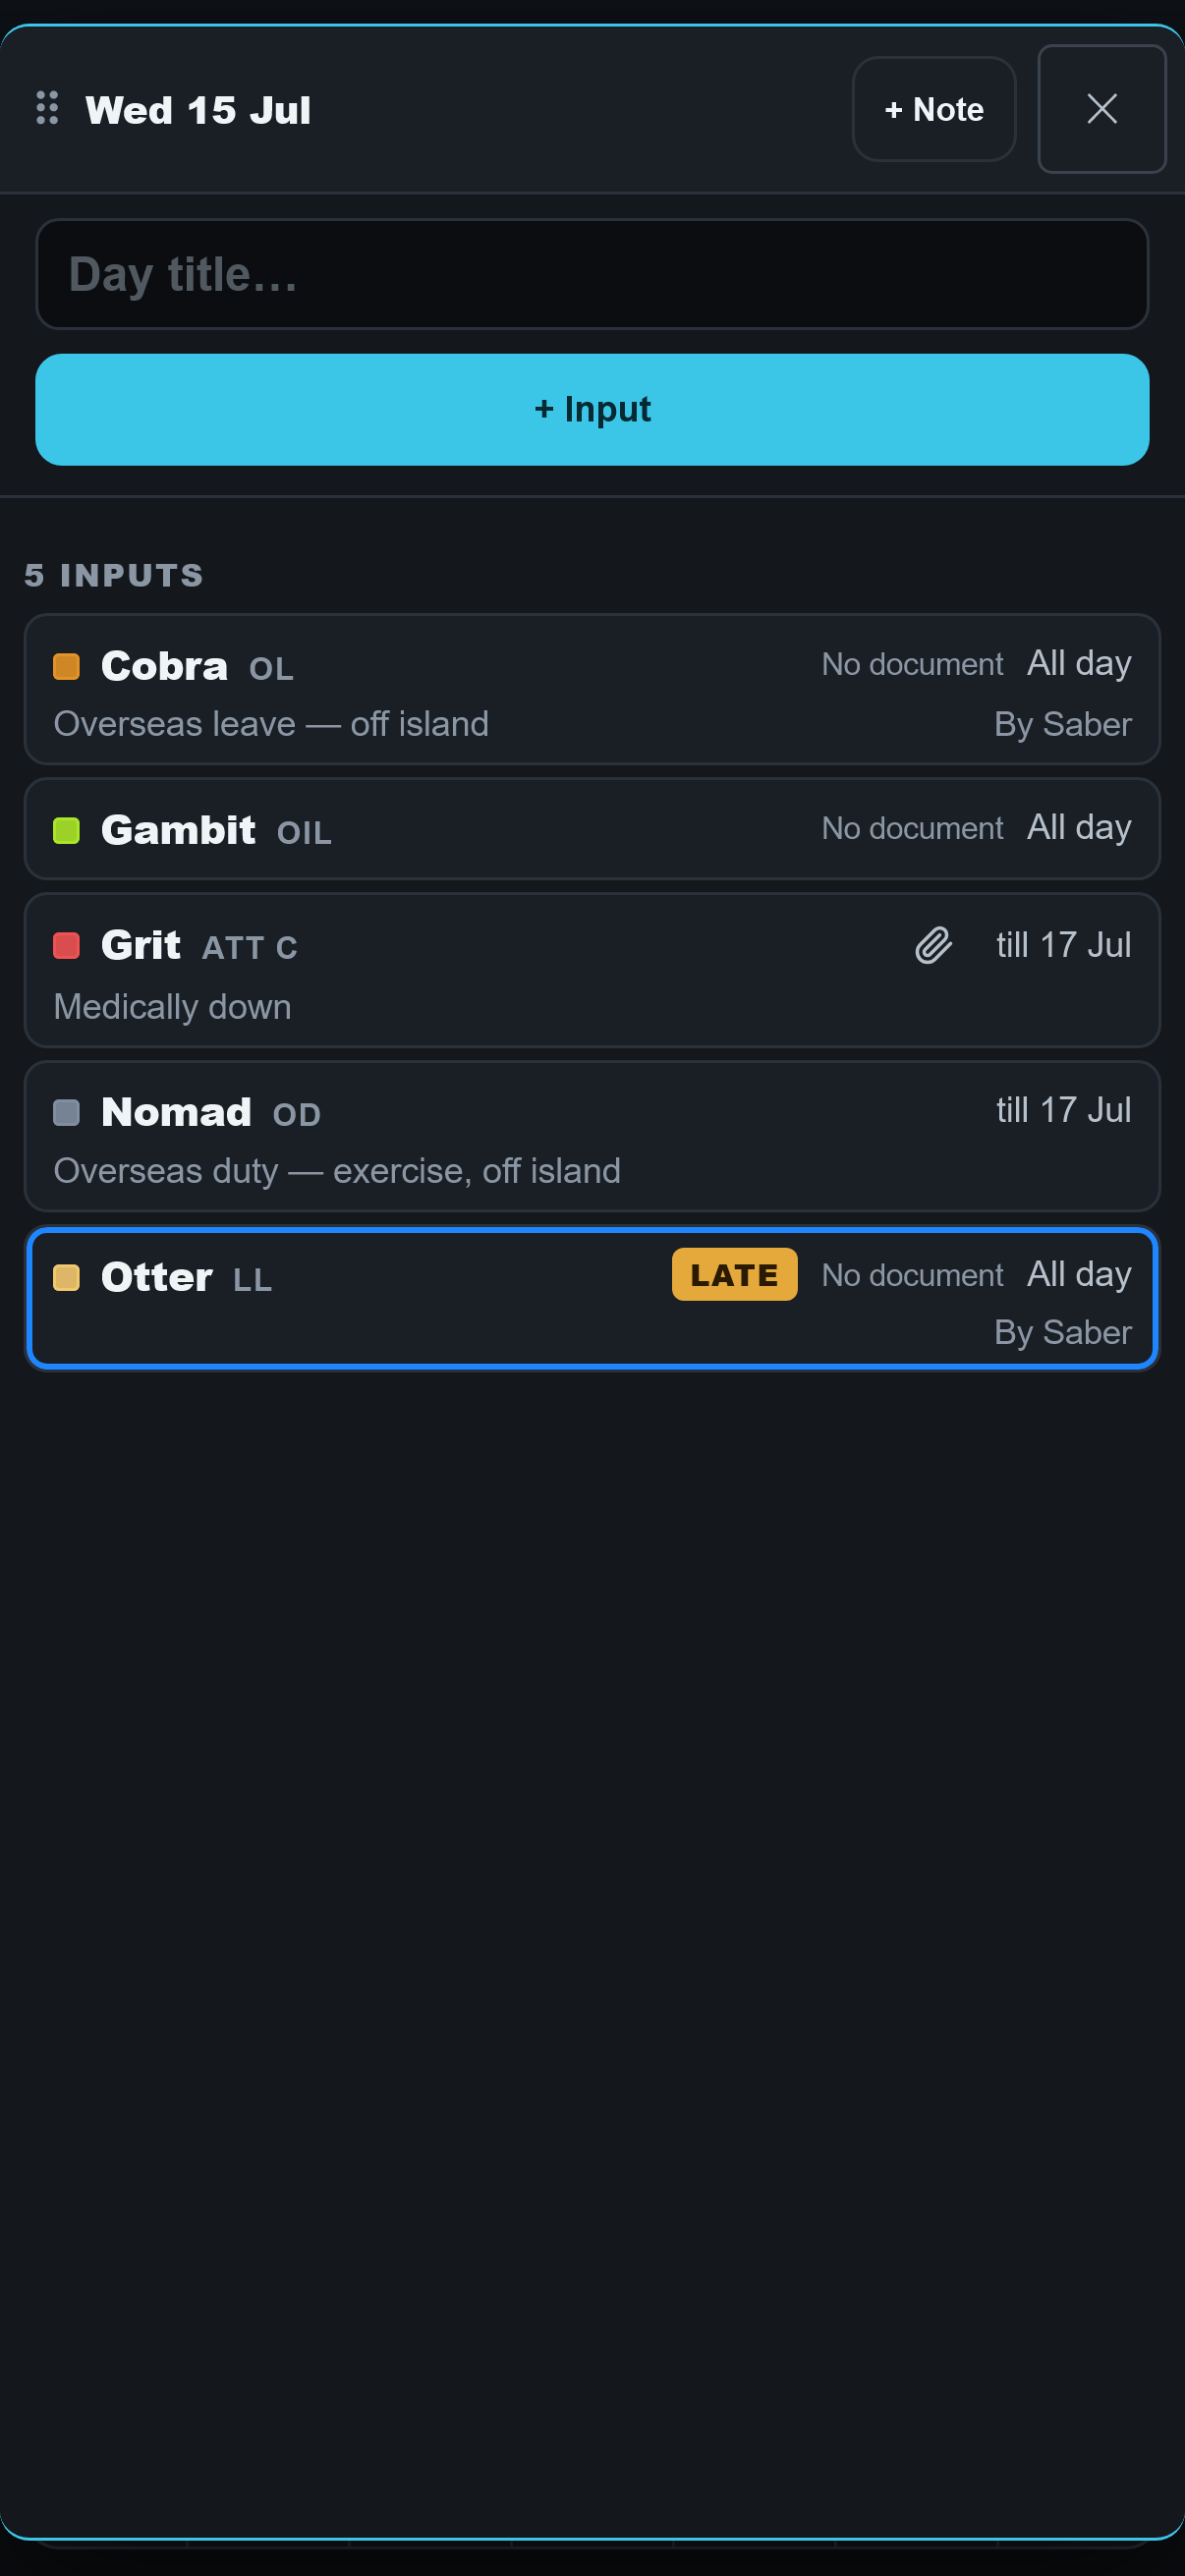 Wed 15 Jul
+ Note
Day title...
+ Input
5 INPUTS
Cobra OL No document All day
Overseas leave — off island By Saber
Gambit OIL No document All day
Grit ATT C till 17 Jul
Medically down
Nomad OD till 17 Jul
Overseas duty — exercise, off island
Otter LL LATE No document All day
By Saber